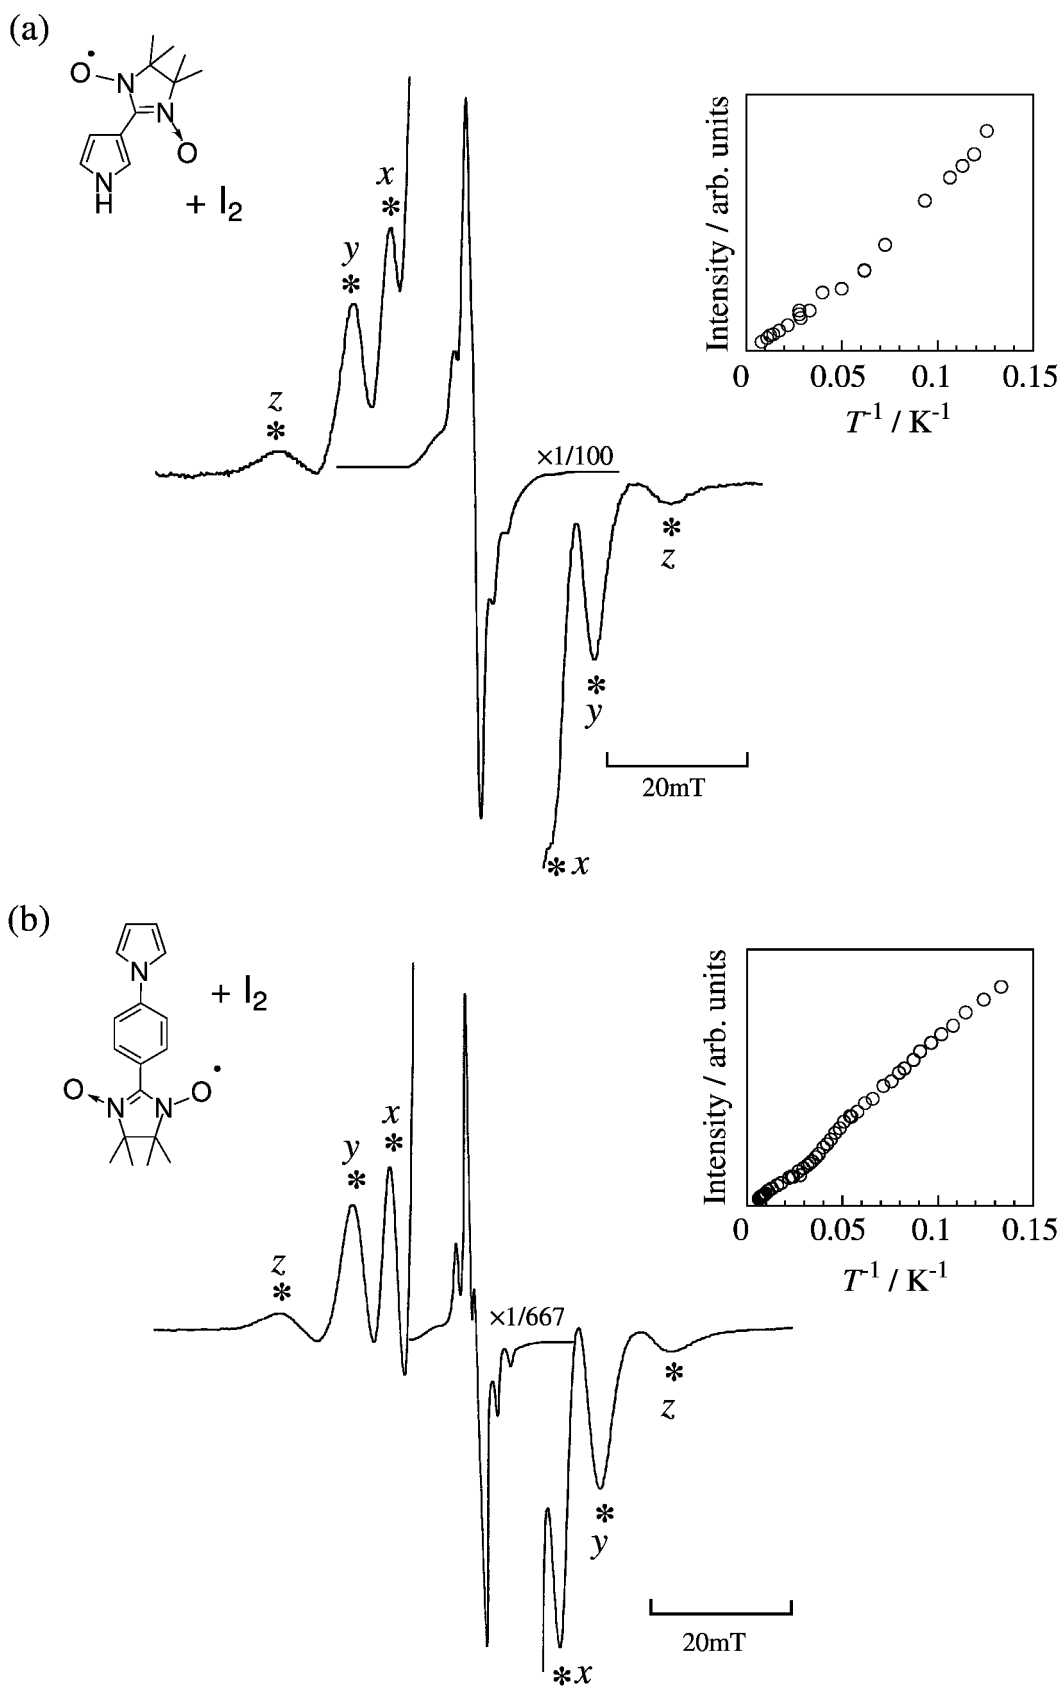 (a)
O• N N O
N
H
+ I2
z
*
y
*
x
*
×1/100
*
z
*
y
* x
20mT
Intensity / arb. units
0 0.05 0.1 0.15
T-1 / K-1
(b)
N
+ I2
O N N O•
z
*
y
*
x
*
×1/667
*
z
*
y
* x
20mT
Intensity / arb. units
0 0.05 0.1 0.15
T-1 / K-1